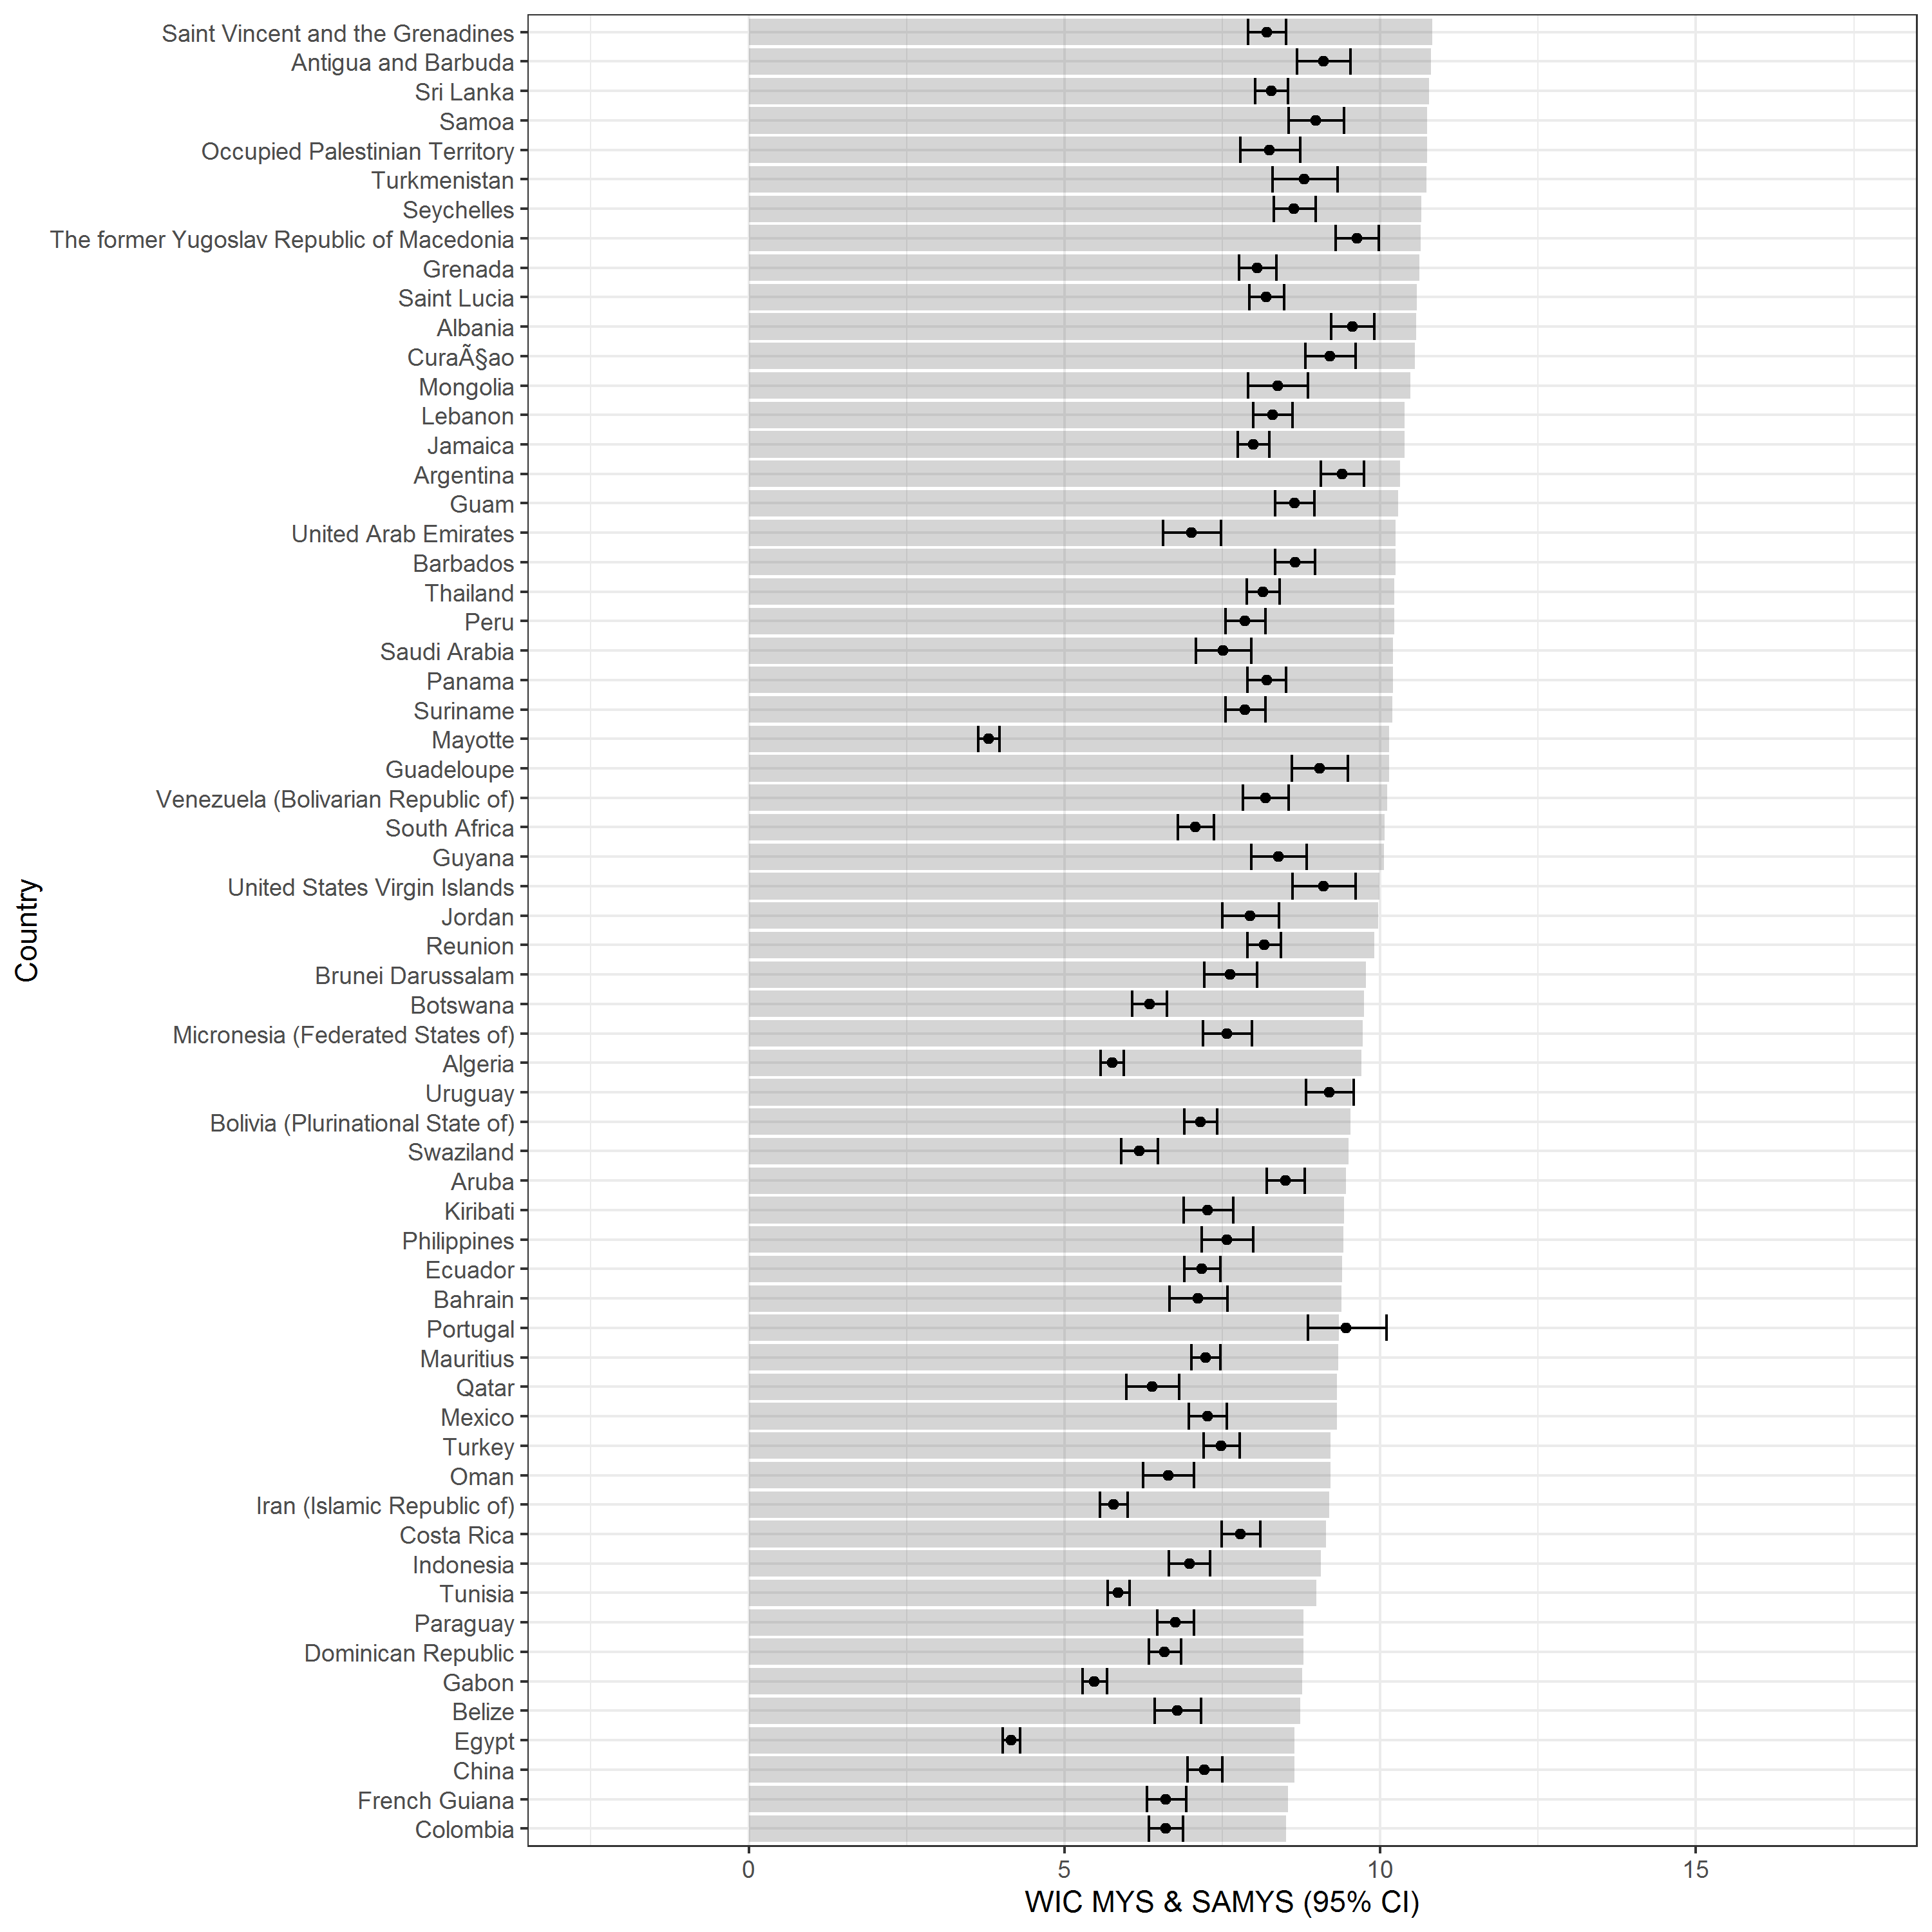 Saint Vincent and the Grenadines
Antigua and Barbuda
Sri Lanka
Samoa
Occupied Palestinian Territory
Turkmenistan
Seychelles
The former Yugoslav Republic of Macedonia
Grenada
Saint Lucia
Albania
CuraÃ§ao
Mongolia
Lebanon
Jamaica
Argentina
Guam
United Arab Emirates
Barbados
Thailand
Peru
Saudi Arabia
Panama
Suriname
Mayotte
Guadeloupe
Venezuela (Bolivarian Republic of)
South Africa
Guyana
United States Virgin Islands
Jordan
Reunion
Brunei Darussalam
Botswana
Micronesia (Federated States of)
Algeria
Uruguay
Bolivia (Plurinational State of)
Swaziland
Aruba
Kiribati
Philippines
Ecuador
Bahrain
Portugal
Mauritius
Qatar
Mexico
Turkey
Oman
Iran (Islamic Republic of)
Costa Rica
Indonesia
Tunisia
Paraguay
Dominican Republic
Gabon
Belize
Egypt
China
French Guiana
Colombia
Country
0 5 10 15
WIC MYS & SAMYS (95% CI)